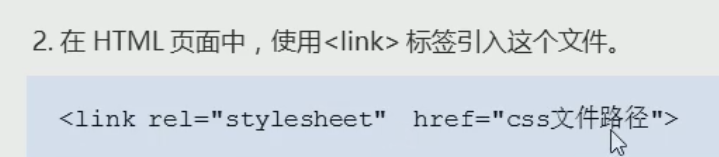 2. 在 HTML 页面中，使用<link> 标签引入这个文件。
<link rel="stylesheet"  href="css文件路径">